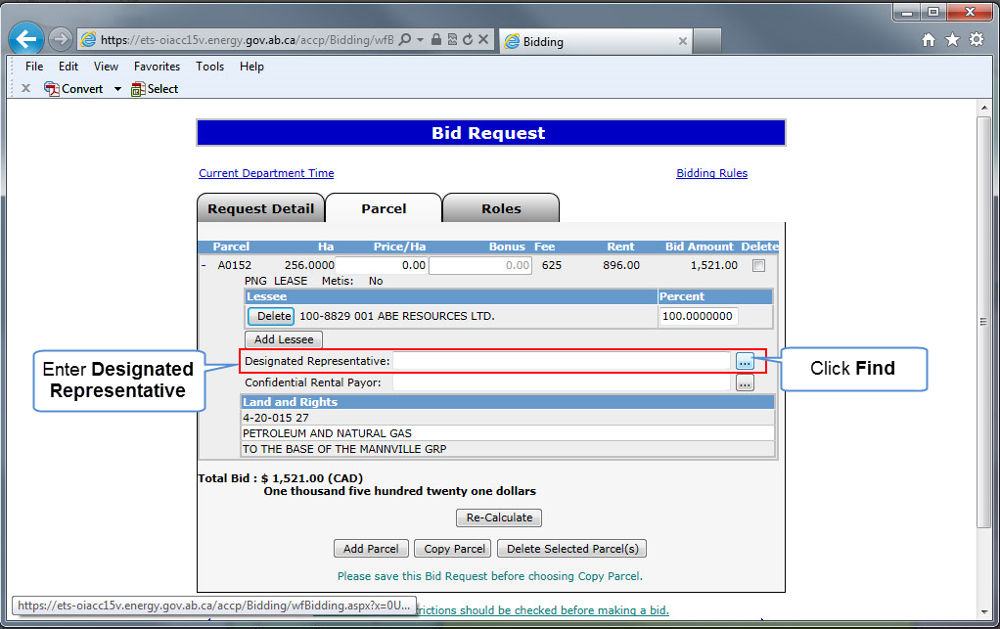 https://ets-oiacc15v.energy.gov.ab.ca/accp/Bidding/wfB
Bidding
File Edit View Favorites Tools Help
x Convert Select
Bid Request
Current Department Time Bidding Rules
Request Detail Parcel Roles
Parcel Ha Price/Ha Bonus Fee Rent Bid Amount Delete
- A0152 256.0000 0.00 0.00 625 896.00 1,521.00
PNG LEASE Metis: No
Lessee Percent
Delete 100-8829 001 ABE RESOURCES LTD. 100.0000000
Add Lessee
Designated Representative: ...
Enter Designated
Representative
Click Find
Confidential Rental Payor: ...
Land and Rights
4-20-015 27
PETROLEUM AND NATURAL GAS
TO THE BASE OF THE MANNVILLE GRP
Total Bid : $ 1,521.00 (CAD)
One thousand five hundred twenty one dollars
Re-Calculate
Add Parcel Copy Parcel Delete Selected Parcel(s)
Please save this Bid Request before choosing Copy Parcel.
https://ets-oiacc15v.energy.gov.ab.ca/accp/Bidding/wfBidding.aspx?x=0U...
should be checked before making a bid.